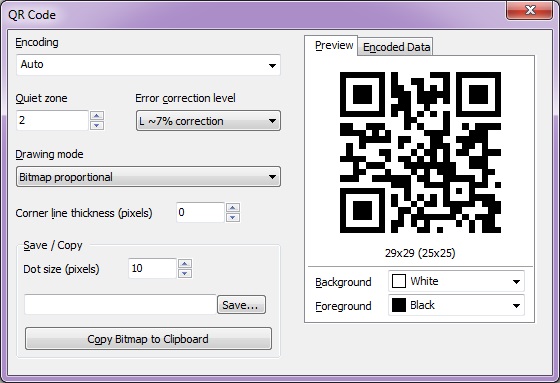 QR Code
Encoding
Auto
Quiet zone
Error correction level
2
L ~7% correction
Drawing mode
Bitmap proportional
Corner line thickness (pixels)
0
Save / Copy
Dot size (pixels)
10
Save...
Copy Bitmap to Clipboard
Preview
Encoded Data
29x29 (25x25)
Background
White
Foreground
Black